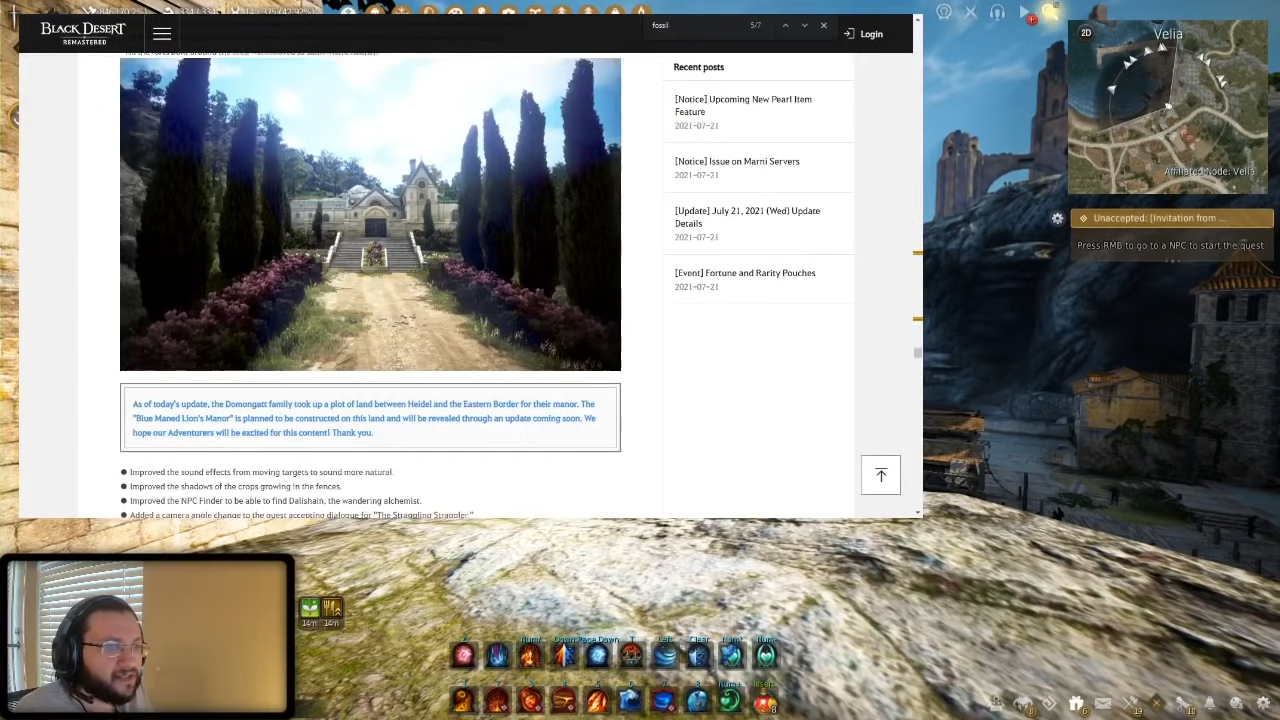 BLACK DESERT
REMASTERED
fossil
5/7
Login
Recent posts
[Notice] Upcoming New Pearl Item
Feature
2021-07-21
[Notice] Issue on Marni Servers
2021-07-21
[Update] July 21, 2021 (Wed) Update
Details
2021-07-21
[Event] Fortune and Rarity Pouches
2021-07-21
As of today's update, the Domongatt family took up a plot of land between Heidel and the Eastern Border for their manor. The
"Blue Maned Lion's Manor" is planned to be constructed on this land and will be revealed through an update coming soon. We
hope our Adventurers will be excited for this content! Thank you.
● Improved the sound effects from moving targets to sound more natural.
● Improved the shadows of the crops growing in the fences.
● Improved the NPC Finder to be able to find Dalishain, the wandering alchemist.
● Added a camera angle change to the quest accepting dialogue for "The Straggling Straggler."
2D
Velia
Affiliated Node: Velia
Unaccepted: [Invitation from ...
Press RMB to go to a NPC to start the quest
14m 14m
Page Down
8
8
6
19
10